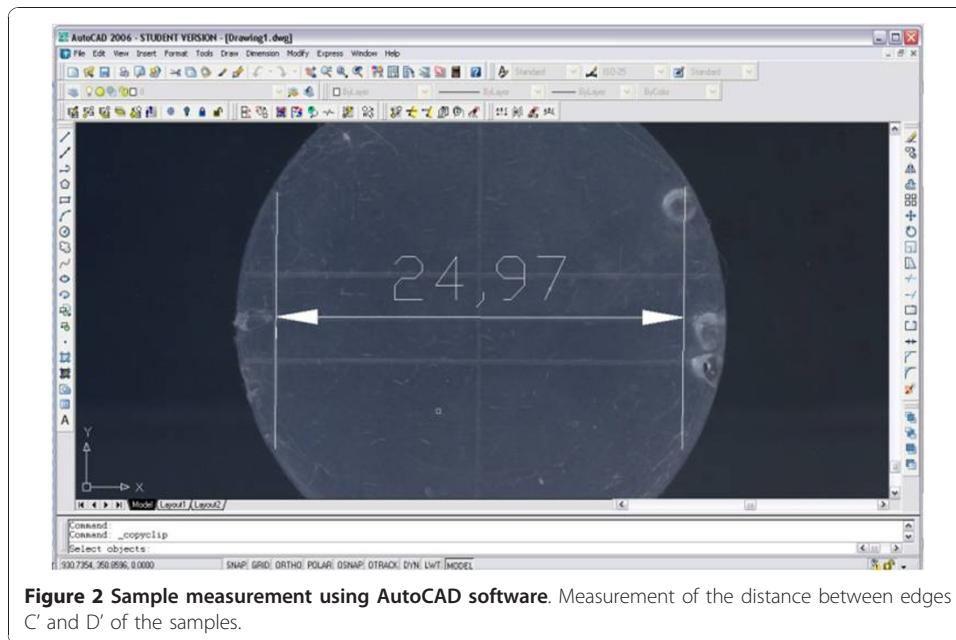 AutoCAD 2006 - STUDENT VERSION - [Drawing1.dwg]
File Edit View Insert Format Tools Draw Dimension Modify Express Window Help
Standard ISO-25 Standard
0 ByLayer ByLayer ByLayer ByColor
24,97
A
Y
X
Model Layout1 Layout2
Command:
Command: _copyclip
Select objects:
930.7354, 350.8596, 0.0000 SNAP GRID ORTHO POLAR OSNAP OTRACK DYN LWT MODEL
Figure 2 Sample measurement using AutoCAD software. Measurement of the distance between edges
C’ and D’ of the samples.